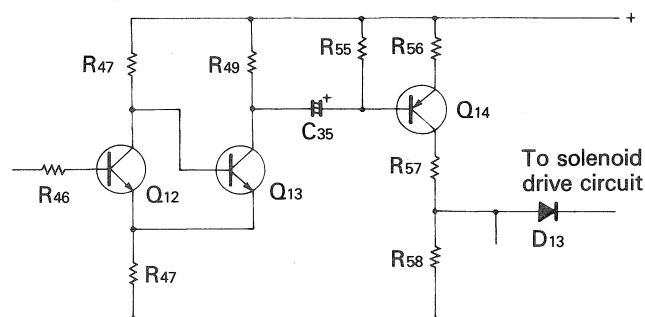 +
R47
R49
R55
R56
+
C35
Q14
R46
Q12
Q13
R57
To solenoid
drive circuit
D13
R47
R58